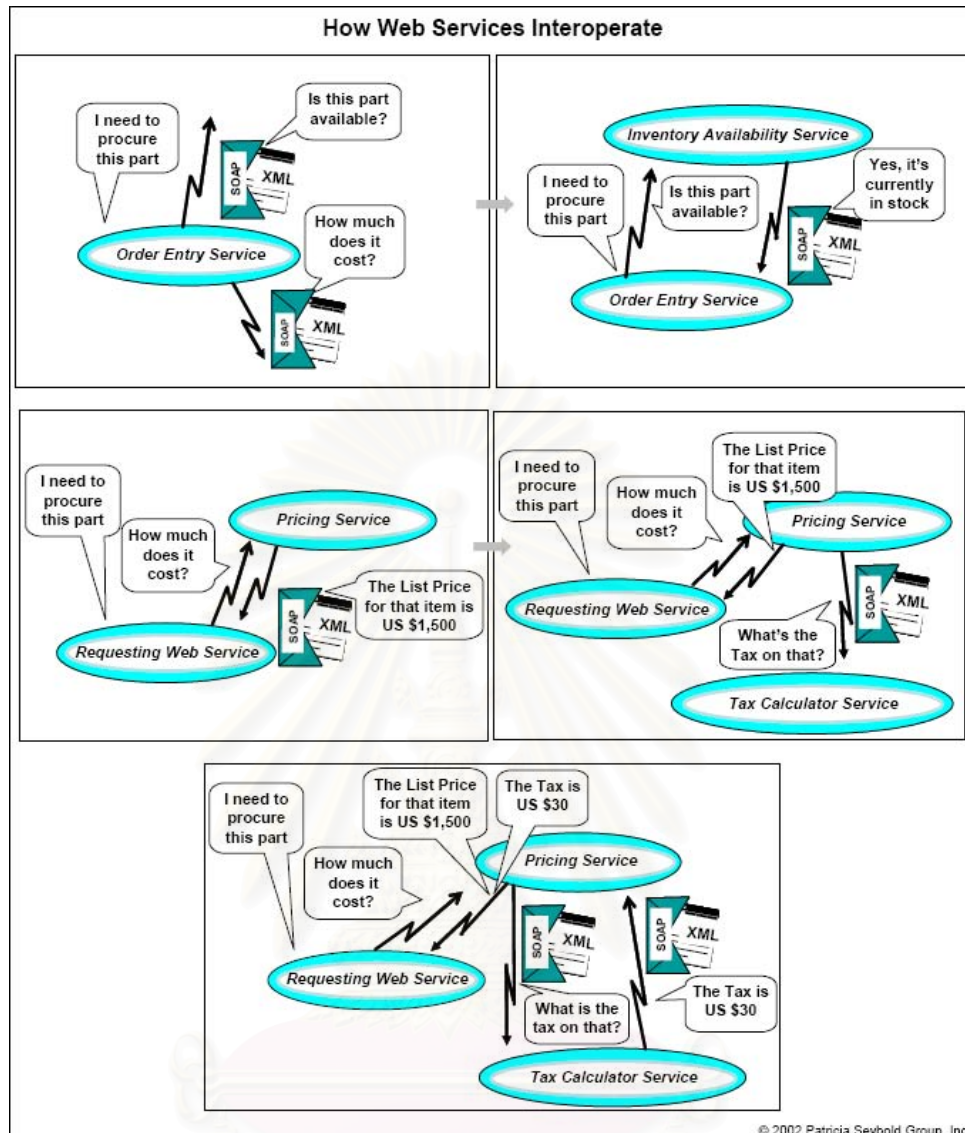 How Web Services Interoperate
I need to
procure
this part
Is this part
available?
SOAP
XML
How much
does it
cost?
Order Entry Service
SOAP
XML
Inventory Availability Service
I need to
procure
this part
Is this part
available?
Yes, it's
currently
in stock
SOAP
XML
Order Entry Service
I need to
procure
this part
Pricing Service
How much
does it
cost?
The List Price
for that item is
US $1,500
SOAP
XML
Requesting Web Service
I need to
procure
this part
How much
does it
cost?
The List Price
for that item
is US $1,500
Pricing Service
SOAP
XML
Requesting Web Service
What's the
Tax on that?
Tax Calculator Service
I need to
procure
this part
The List Price
for that item
is US $1,500
The Tax is
US $30
Pricing Service
How much
does it
cost?
SOAP
XML
SOAP
XML
Requesting Web Service
What is the
tax on that?
The Tax is
US $30
Tax Calculator Service
© 2002 Patricia Seybold Group, Inc